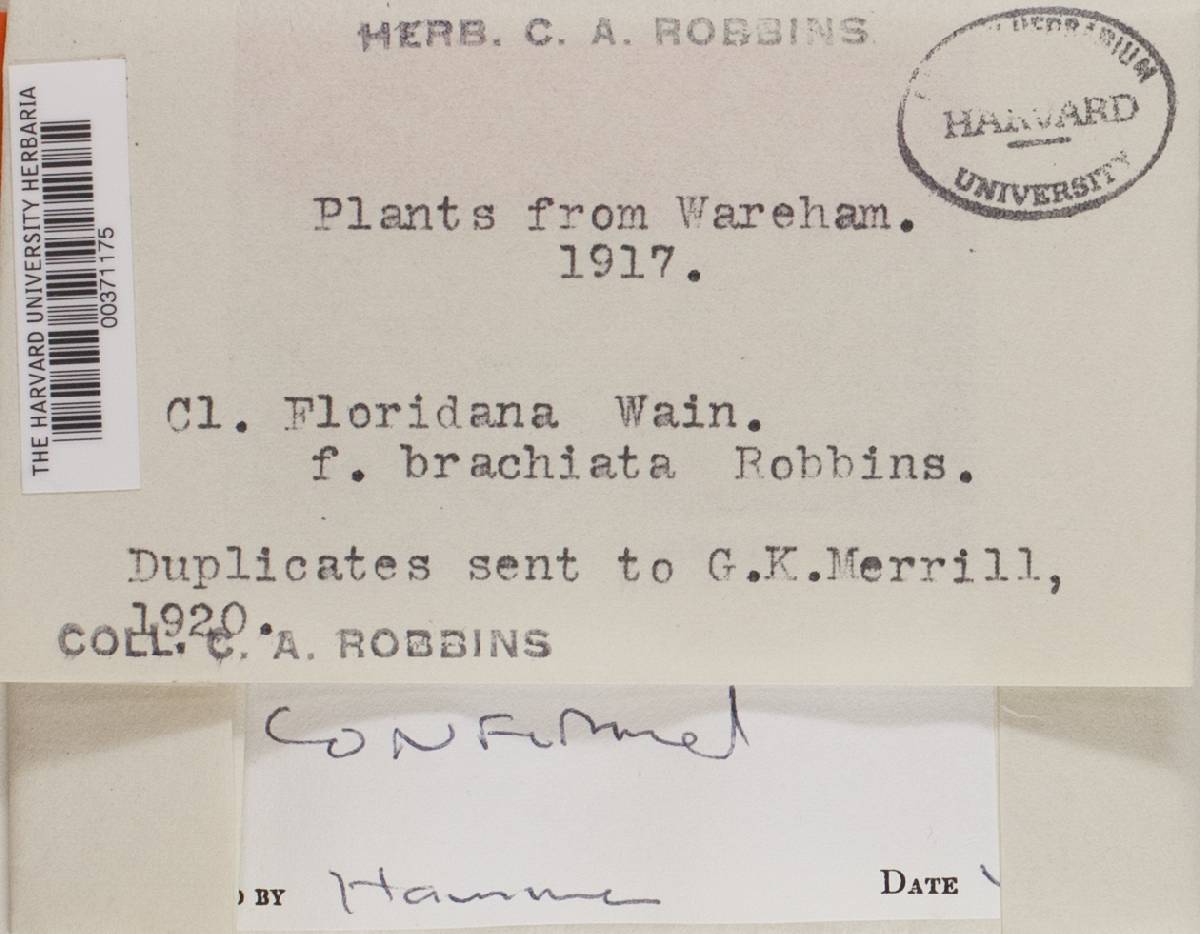 HERB. C. A. ROBBINS
HERBARIUM
HARVARD
UNIVERSITY
THE HARVARD UNIVERSITY HERBARIA
00371175
Plants from Wareham.
1917.
Cl. Floridana Wain.
f. brachiata Robbins.
Duplicates sent to G.K.Merrill,
1920.
COLL. C. A. ROBBINS
Confirmed
BY
DATE